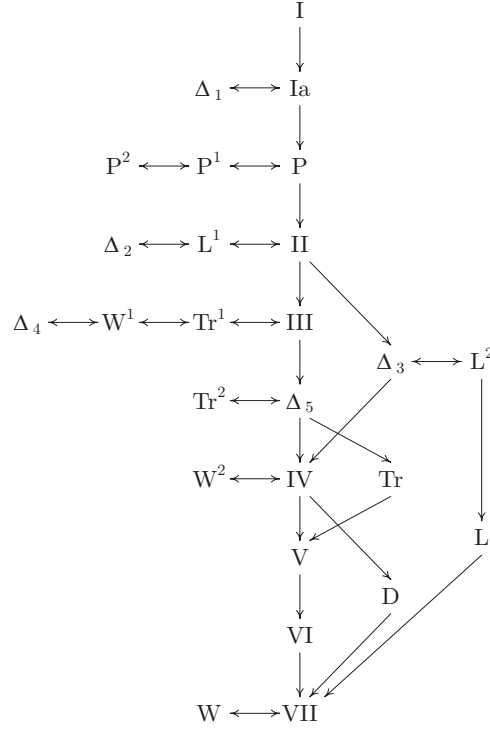 I
Δ₁ Ia
P² P¹ P
Δ₂ L¹ II
Δ₄ W¹ Tr¹ III
Δ₃ L²
Tr² Δ₅
W² IV Tr
L
V
D
VI
W VII